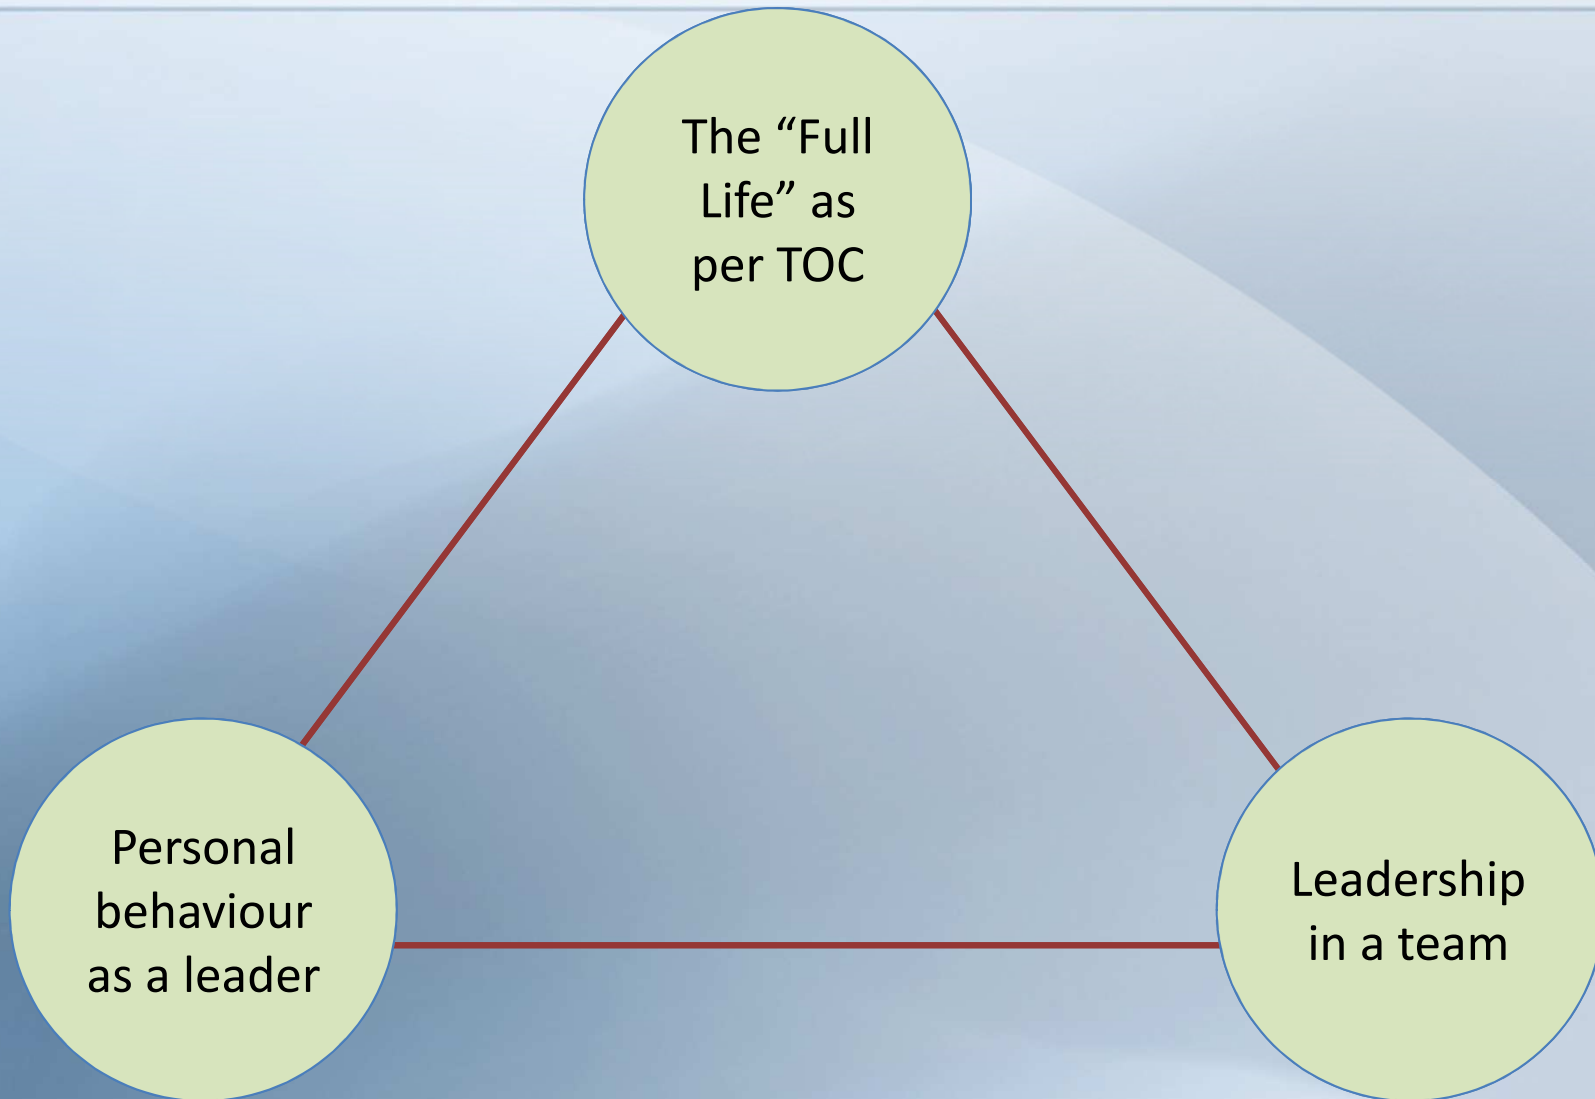 The “Full
Life” as
per TOC
Personal
behaviour
as a leader
Leadership
in a team